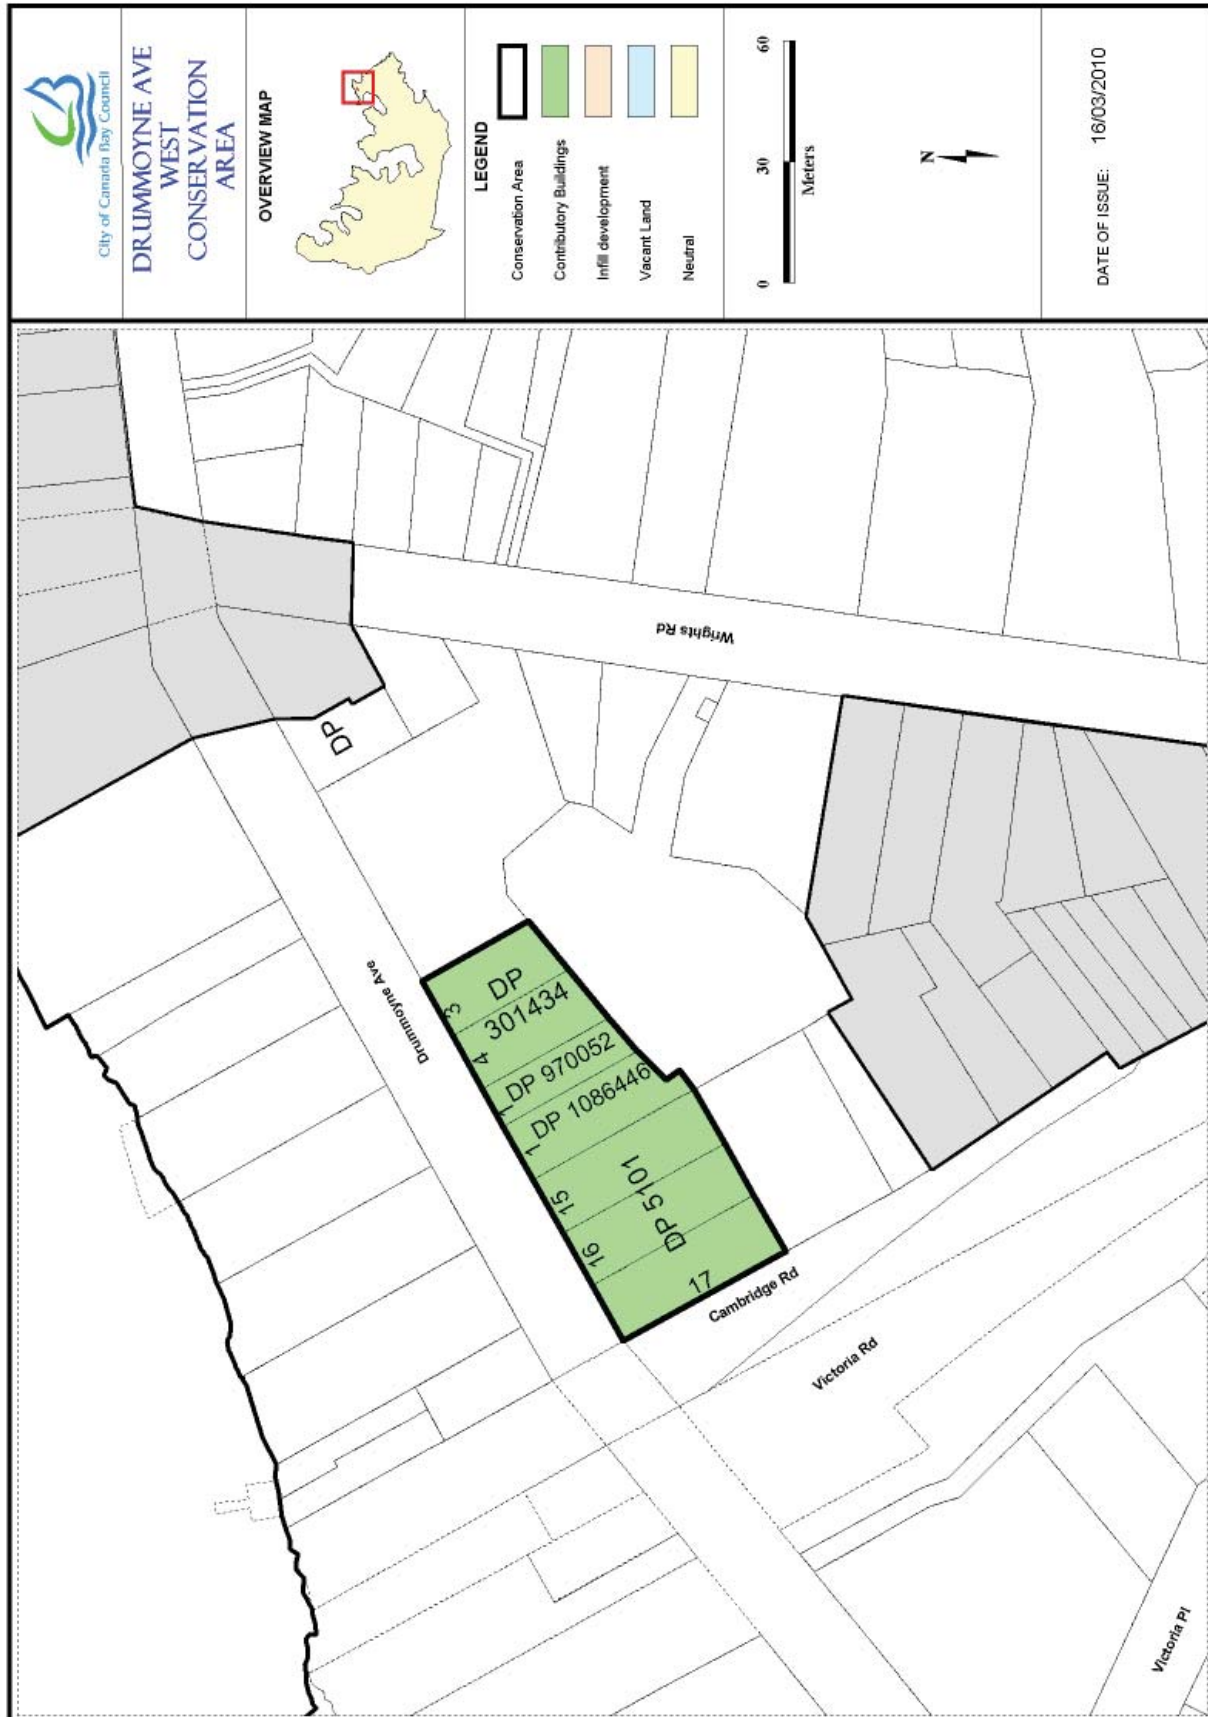 City of Canada Bay Council
DRUMMOYNE AVE
WEST
CONSERVATION
AREA
OVERVIEW MAP
LEGEND
Conservation Area
Contributory Buildings
Infill development
Vacant Land
Neutral
0 30 60
Meters
N
DATE OF ISSUE: 16/03/2010
Wrights Rd
DP
Drummoyne Ave
3
DP
301434
4
1
DP 970052
1
DP 1086446
15
16
DP 5101
17
Cambridge Rd
Victoria Rd
Victoria Pl